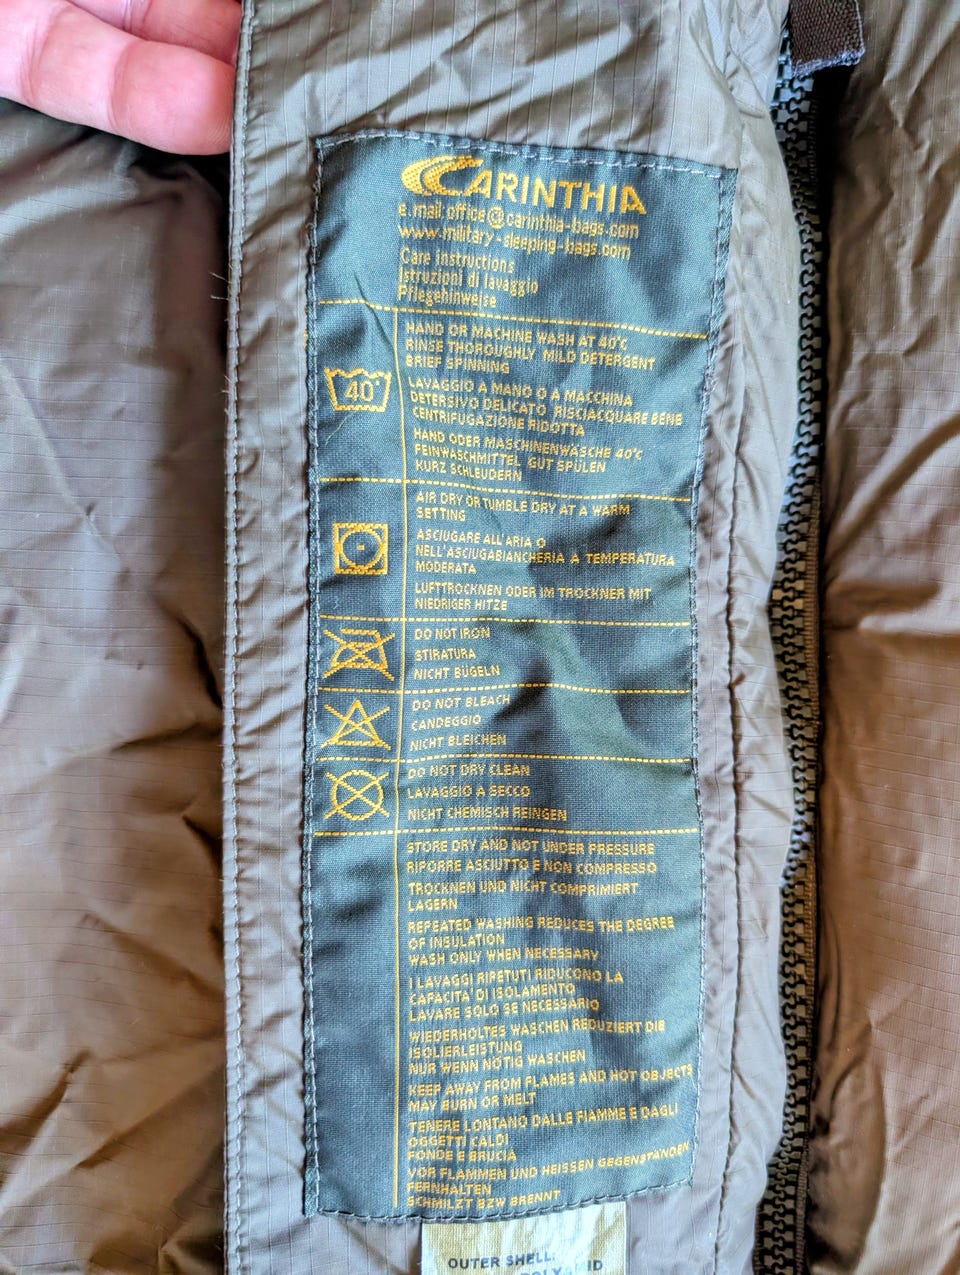 CARINTHIA
e.mail:office@carinthia-bags.com
www.military-sleeping-bags.com
Care instructions
Istruzioni di lavaggio
Pflegehinweise
40°
HAND OR MACHINE WASH AT 40°C
RINSE THOROUGHLY MILD DETERGENT
BRIEF SPINNING
LAVAGGIO A MANO O A MACCHINA
DETERSIVO DELICATO RISCIACQUARE BENE
CENTRIFUGAZIONE RIDOTTA
HAND ODER MASCHINENWÄSCHE 40°C
FEINWASCHMITTEL GUT SPÜLEN
KURZ SCHLEUDERN
AIR DRY OR TUMBLE DRY AT A WARM
SETTING
ASCIUGARE ALL'ARIA O
NELL'ASCIUGABIANCHERIA A TEMPERATURA
MODERATA
LUFTTROCKNEN ODER IM TROCKNER MIT
NIEDRIGER HITZE
DO NOT IRON
STIRATURA
NICHT BÜGELN
DO NOT BLEACH
CANDEGGIO
NICHT BLEICHEN
DO NOT DRY CLEAN
LAVAGGIO A SECCO
NICHT CHEMISCH REINGEN
STORE DRY AND NOT UNDER PRESSURE
RIPORRE ASCIUTTO E NON COMPRESSO
TROCKNEN UND NICHT COMPRIMIERT
LAGERN
REPEATED WASHING REDUCES THE DEGREE
OF INSULATION
WASH ONLY WHEN NECESSARY
I LAVAGGI RIPETUTI RIDUCONO LA
CAPACITA' DI ISOLAMENTO
LAVARE SOLO SE NECESSARIO
WIEDERHOLTES WASCHEN REDUZIERT DIE
ISOLIERLEISTUNG
NUR WENN NÖTIG WASCHEN
KEEP AWAY FROM FLAMES AND HOT OBJECTS
MAY BURN OR MELT
TENERE LONTANO DALLE FIAMME E DAGLI
OGGETTI CALDI
FONDE E BRUCIA
VOR FLAMMEN UND HEISSEN GEGENSTÄNDEN
FERNHALTEN
SCHMILZT BZW BRENNT
OUTER SHELL: